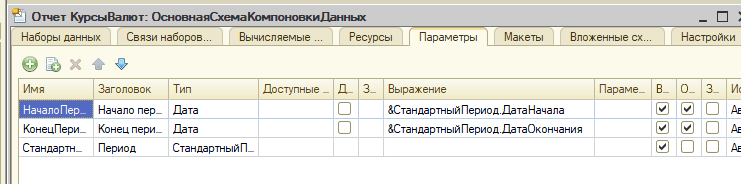 Отчет КурсыВалют: ОсновнаяСхемаКомпоновкиДанных
Наборы данных Связи наборов... Вычисляемые ... Ресурсы Параметры Макеты Вложенные сх... Настройки
Имя Заголовок Тип Доступные ... Д... З... Выражение Параме... В... О... З... Ис
НачалоПер... Начало пер... Дата &СтандартныйПериод.ДатаНачала Ав
КонецПери... Конец пери... Дата &СтандартныйПериод.ДатаОкончания Ав
Стандартн... Период СтандартныйП... Ав